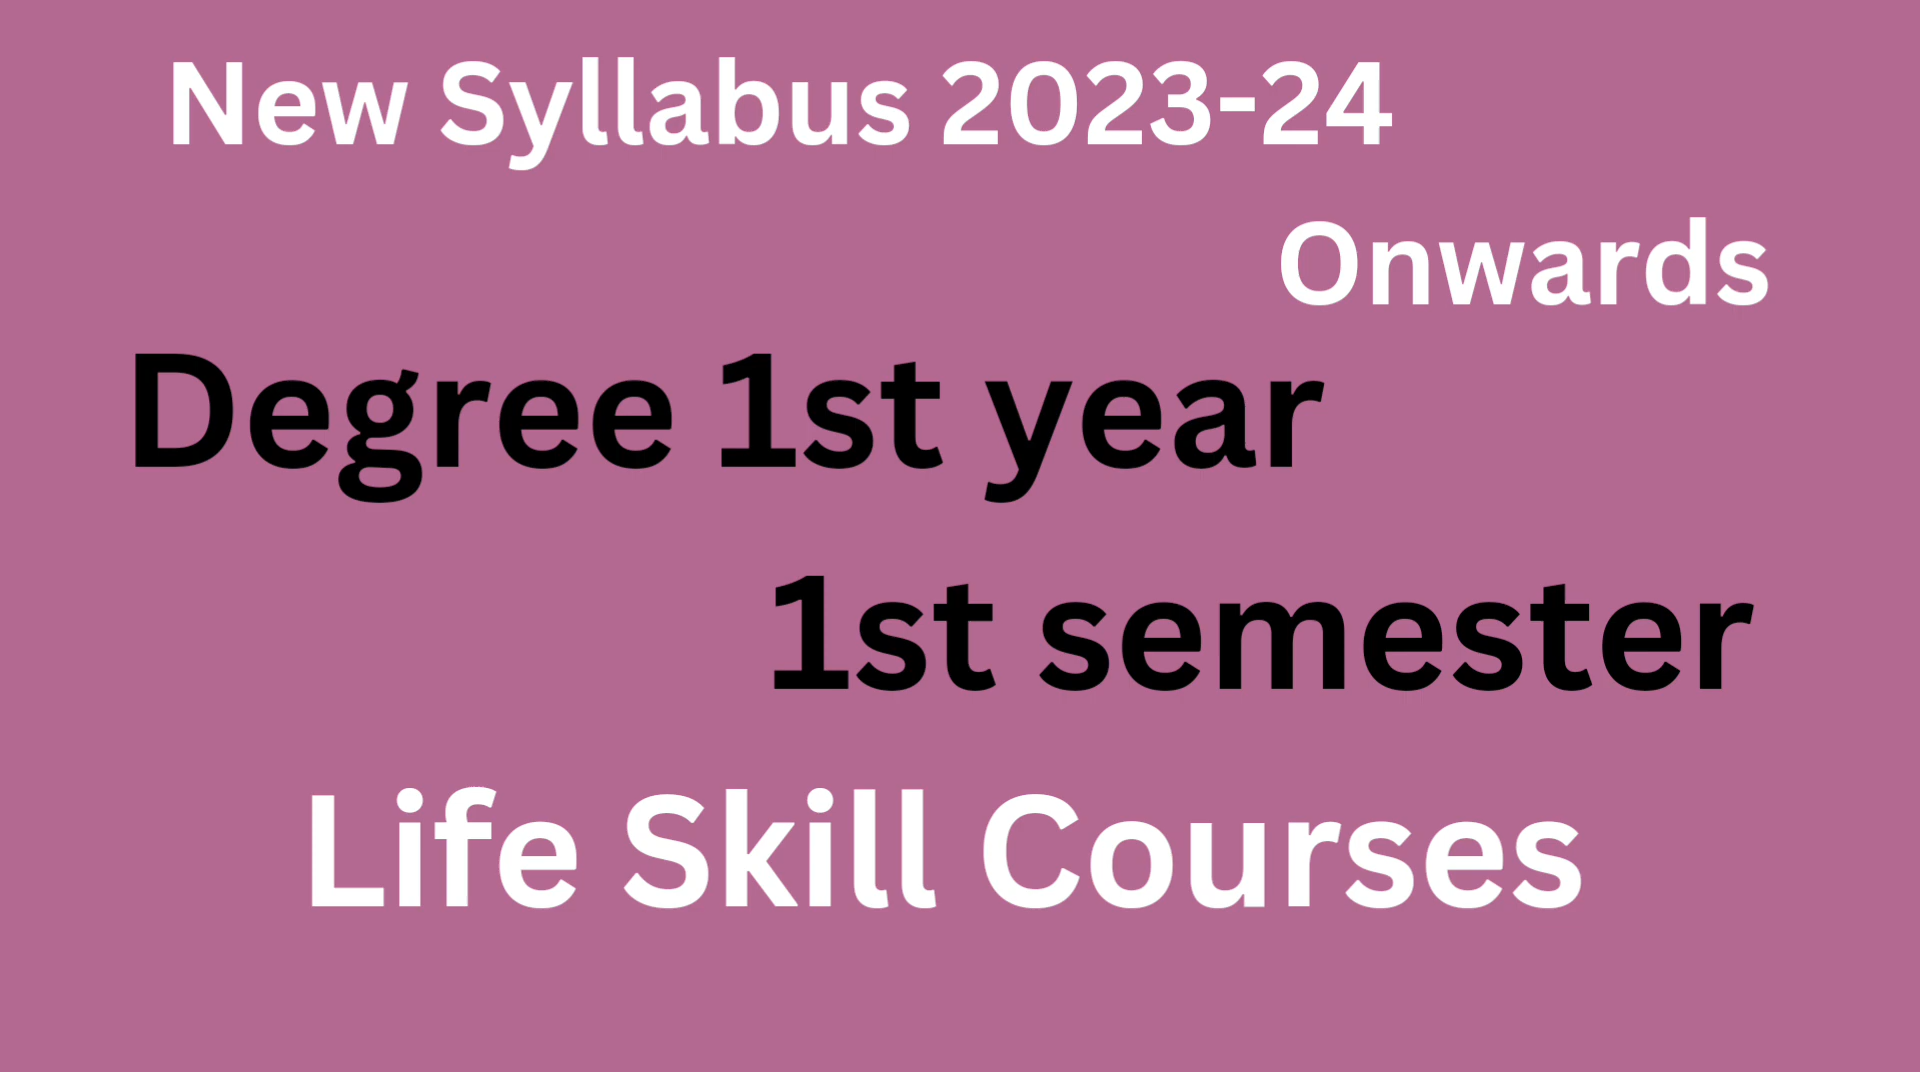 New Syllabus 2023-24
Onwards
Degree 1st year
1st semester
Life Skill Courses